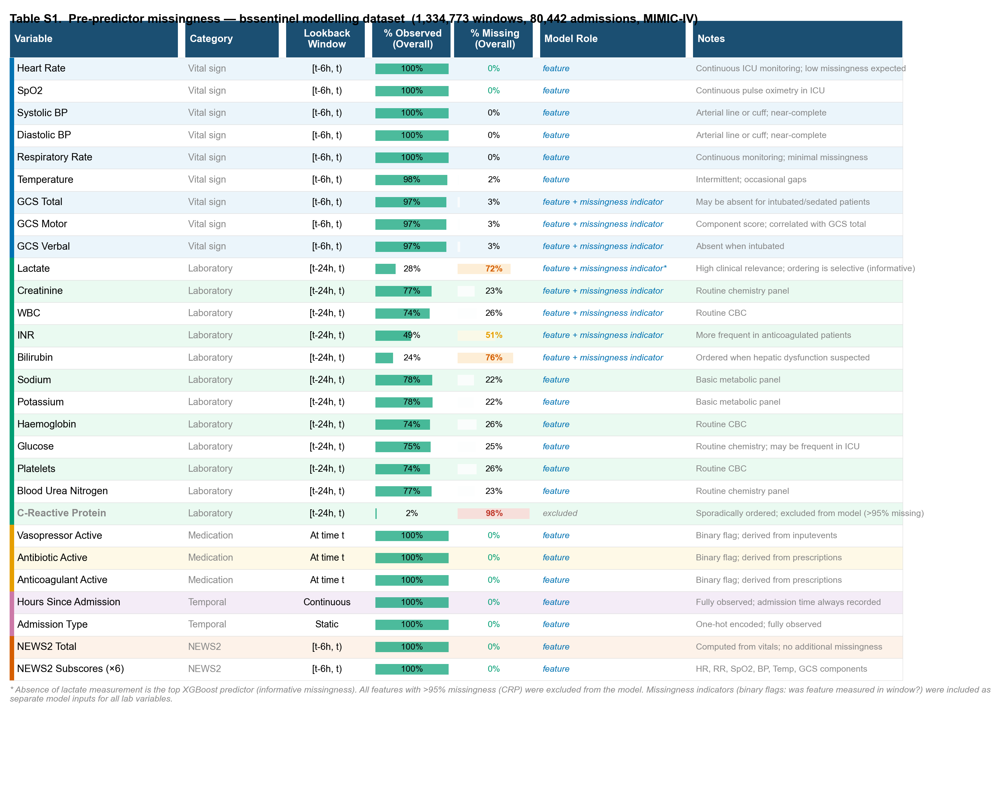 Table S1.  Pre-predictor missingness — bssentinel modelling dataset  (1,334,773 windows, 80,442 admissions, MIMIC-IV)
Variable Category Lookback Window % Observed (Overall) % Missing (Overall) Model Role Notes
Heart Rate Vital sign [t-6h, t) 100% 0% feature Continuous ICU monitoring; low missingness expected
SpO2 Vital sign [t-6h, t) 100% 0% feature Continuous pulse oximetry in ICU
Systolic BP Vital sign [t-6h, t) 100% 0% feature Arterial line or cuff; near-complete
Diastolic BP Vital sign [t-6h, t) 100% 0% feature Arterial line or cuff; near-complete
Respiratory Rate Vital sign [t-6h, t) 100% 0% feature Continuous monitoring; minimal missingness
Temperature Vital sign [t-6h, t) 98% 2% feature Intermittent; occasional gaps
GCS Total Vital sign [t-6h, t) 97% 3% feature + missingness indicator May be absent for intubated/sedated patients
GCS Motor Vital sign [t-6h, t) 97% 3% feature + missingness indicator Component score; correlated with GCS total
GCS Verbal Vital sign [t-6h, t) 97% 3% feature + missingness indicator Absent when intubated
Lactate Laboratory [t-24h, t) 28% 72% feature + missingness indicator* High clinical relevance; ordering is selective (informative)
Creatinine Laboratory [t-24h, t) 77% 23% feature + missingness indicator Routine chemistry panel
WBC Laboratory [t-24h, t) 74% 26% feature + missingness indicator Routine CBC
INR Laboratory [t-24h, t) 49% 51% feature + missingness indicator More frequent in anticoagulated patients
Bilirubin Laboratory [t-24h, t) 24% 76% feature + missingness indicator Ordered when hepatic dysfunction suspected
Sodium Laboratory [t-24h, t) 78% 22% feature Basic metabolic panel
Potassium Laboratory [t-24h, t) 78% 22% feature Basic metabolic panel
Haemoglobin Laboratory [t-24h, t) 74% 26% feature Routine CBC
Glucose Laboratory [t-24h, t) 75% 25% feature Routine chemistry; may be frequent in ICU
Platelets Laboratory [t-24h, t) 74% 26% feature Routine CBC
Blood Urea Nitrogen Laboratory [t-24h, t) 77% 23% feature Routine chemistry panel
C-Reactive Protein Laboratory [t-24h, t) 2% 98% excluded Sporadically ordered; excluded from model (>95% missing)
Vasopressor Active Medication At time t 100% 0% feature Binary flag; derived from inputevents
Antibiotic Active Medication At time t 100% 0% feature Binary flag; derived from prescriptions
Anticoagulant Active Medication At time t 100% 0% feature Binary flag; derived from prescriptions
Hours Since Admission Temporal Continuous 100% 0% feature Fully observed; admission time always recorded
Admission Type Temporal Static 100% 0% feature One-hot encoded; fully observed
NEWS2 Total NEWS2 [t-6h, t) 100% 0% feature Computed from vitals; no additional missingness
NEWS2 Subscores (×6) NEWS2 [t-6h, t) 100% 0% feature HR, RR, SpO2, BP, Temp, GCS components
* Absence of lactate measurement is the top XGBoost predictor (informative missingness). All features with >95% missingness (CRP) were excluded from the model. Missingness indicators (binary flags: was feature measured in window?) were included as
separate model inputs for all lab variables.